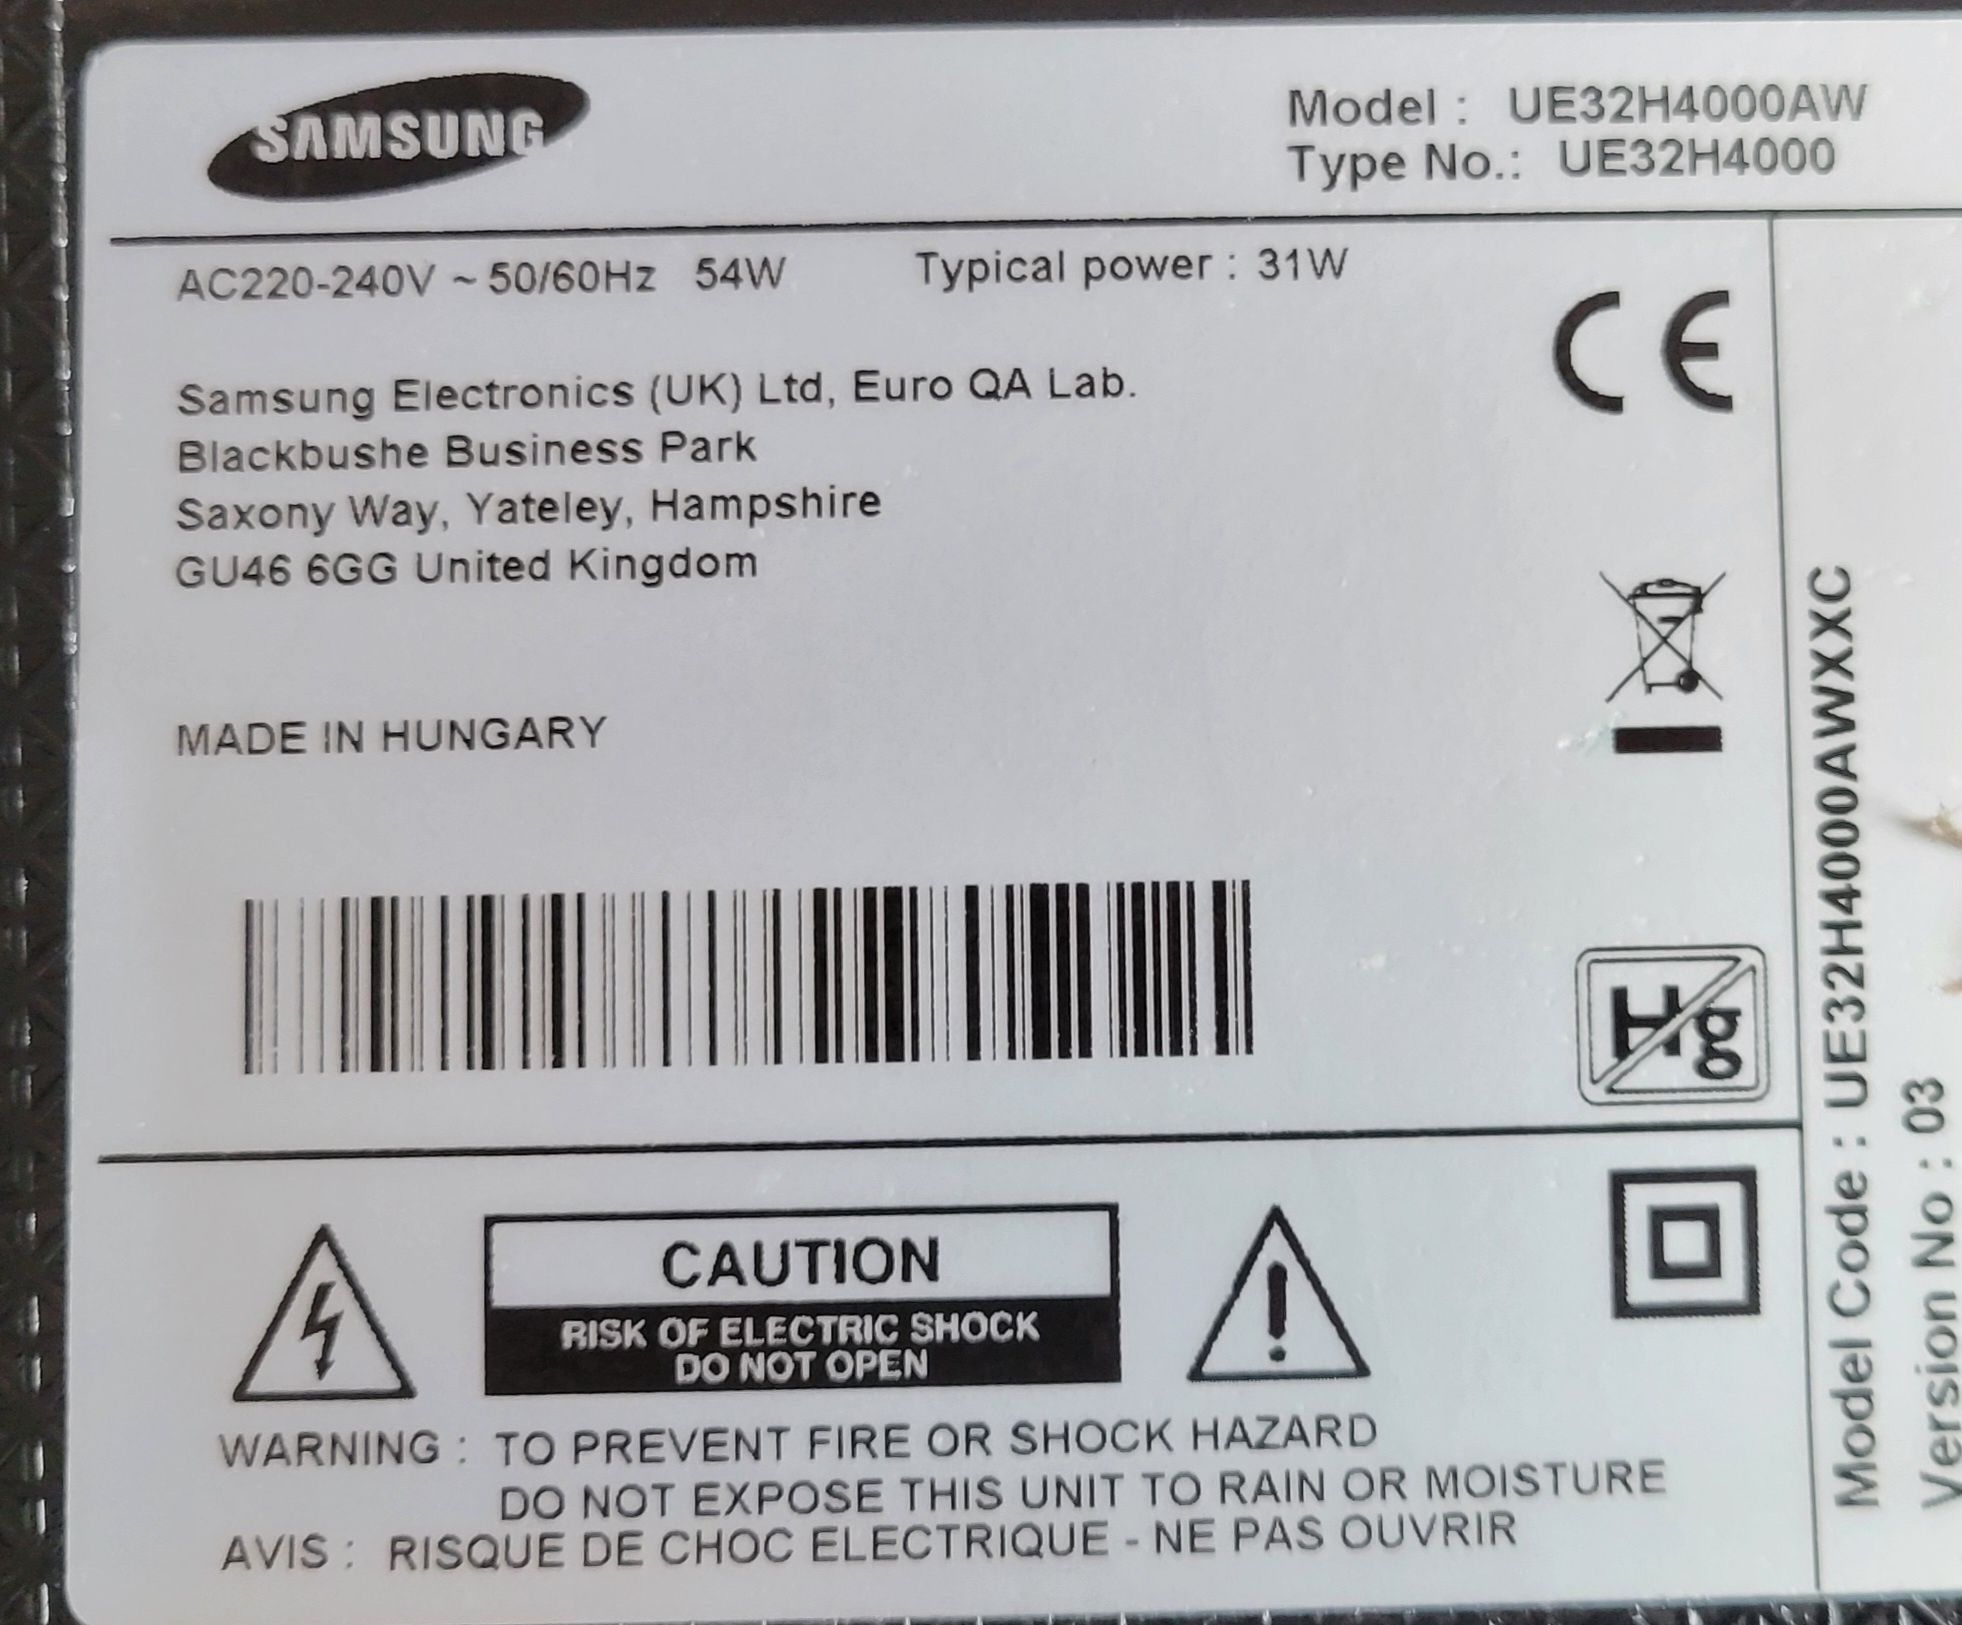 SAMSUNG
Model : UE32H4000AW
Type No.: UE32H4000
AC220-240V ~ 50/60Hz 54W Typical power : 31W
Samsung Electronics (UK) Ltd, Euro QA Lab.
Blackbushe Business Park
Saxony Way, Yateley, Hampshire
GU46 6GG United Kingdom
MADE IN HUNGARY
CE
Hg
CAUTION
RISK OF ELECTRIC SHOCK
DO NOT OPEN
WARNING : TO PREVENT FIRE OR SHOCK HAZARD
DO NOT EXPOSE THIS UNIT TO RAIN OR MOISTURE
AVIS : RISQUE DE CHOC ELECTRIQUE - NE PAS OUVRIR
Model Code : UE32H4000AWXXC
Version No : 03